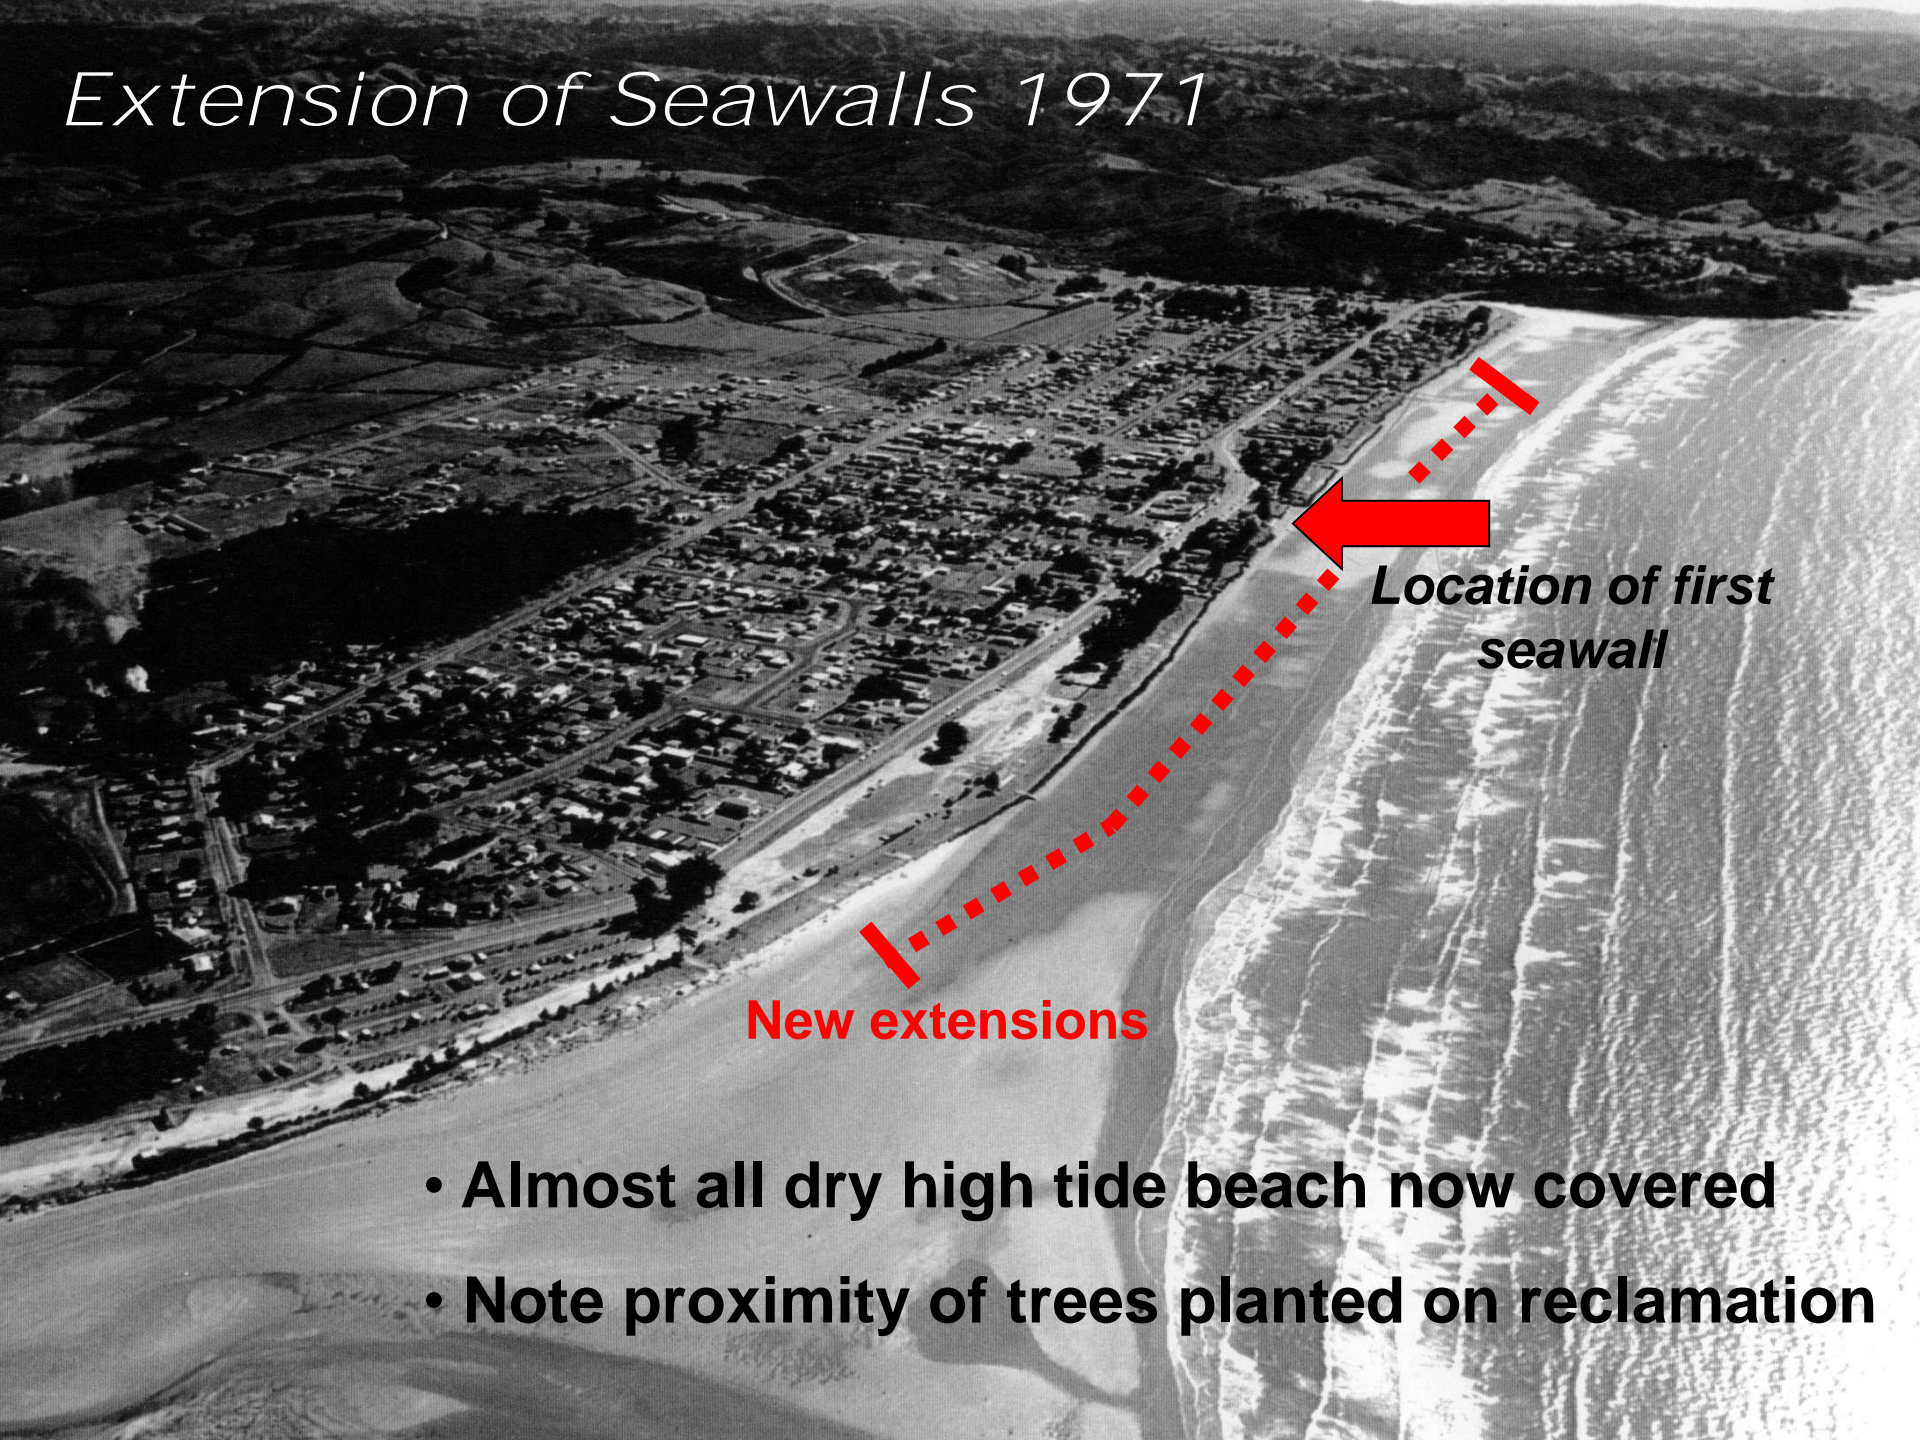 Extension of Seawalls 1971
Location of first
seawall
New extensions
• Almost all dry high tide beach now covered
• Note proximity of trees planted on reclamation